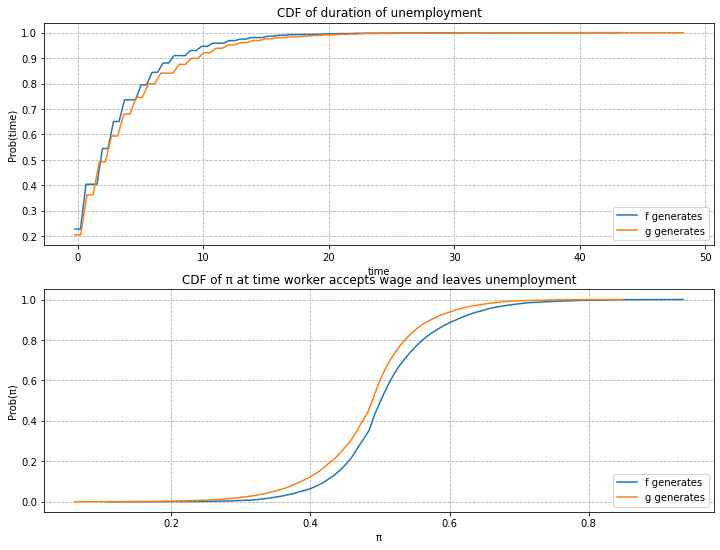 CDF of duration of unemployment
Prob(time)
1.0
0.9
0.8
0.7
0.6
0.5
0.4
0.3
0.2
f generates
g generates
0 10 20 30 40 50
time
CDF of π at time worker accepts wage and leaves unemployment
Prob(π)
1.0
0.8
0.6
0.4
0.2
0.0
f generates
g generates
0.2 0.4 0.6 0.8
π